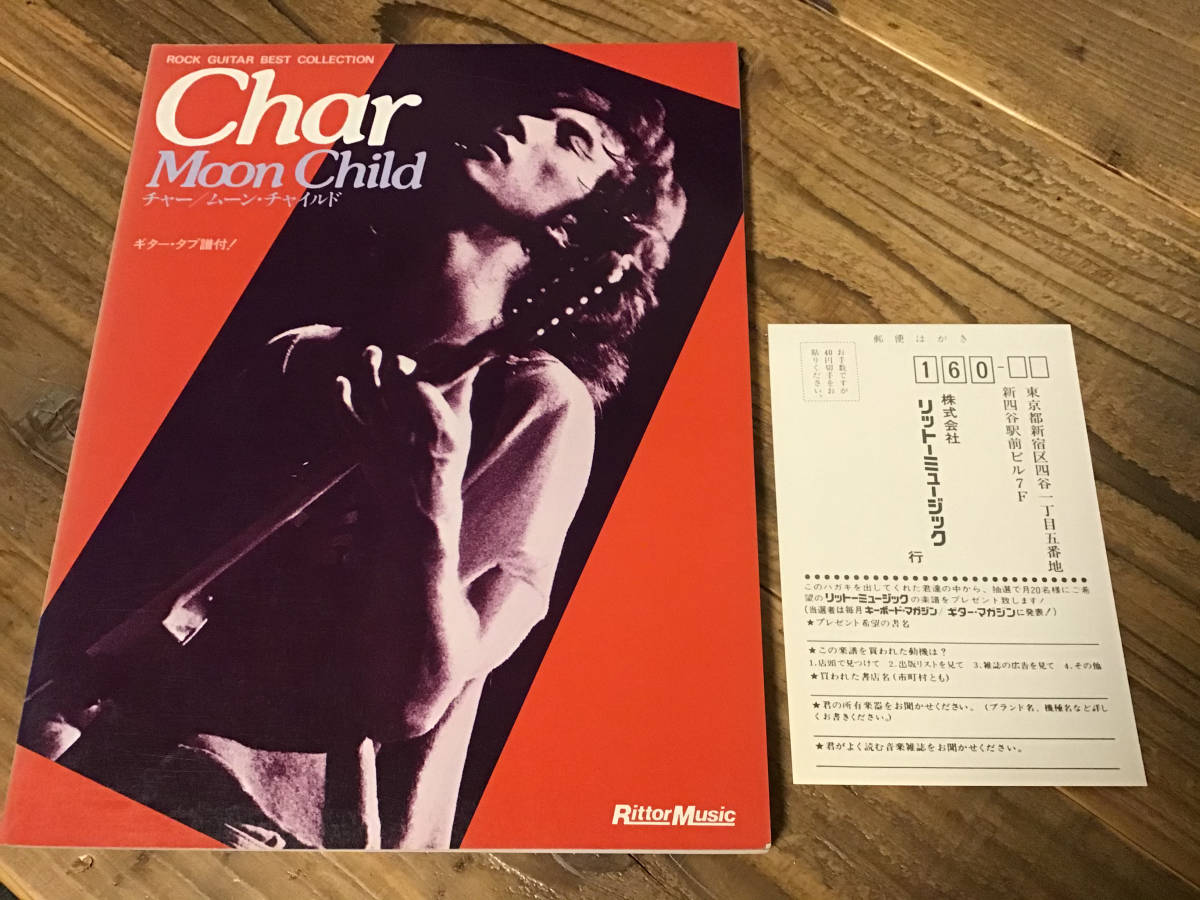 ROCK GUITAR BEST COLLECTION
Char
Moon Child
チャー/ムーン・チャイルド
ギター・タブ譜付!
RittorMusic
郵便はがき
お手数ですが
40円切手をお
貼りください。
160-
東京都新宿区四谷一丁目五番地
新四谷駅前ビル7F
株式会社
リットーミュージック
行
このハガキを出してくれた君達の中から、抽選で月20名様にご希
望のリットーミュージックの楽譜をプレゼント致します!
(当選者は毎月キーボード・マガジン/ギター・マガジンに発表!)
★プレゼント希望の書名
★この楽譜を買われた動機は?
1.店頭で見つけて 2.出版リストを見て 3.雑誌の広告を見て 4.その他
★買われた書店名(市町村とも)
★君の所有楽器をお聞かせください。(ブランド名、機種名など詳し
くお書きください。)
★君がよく読む音楽雑誌をお聞かせください。